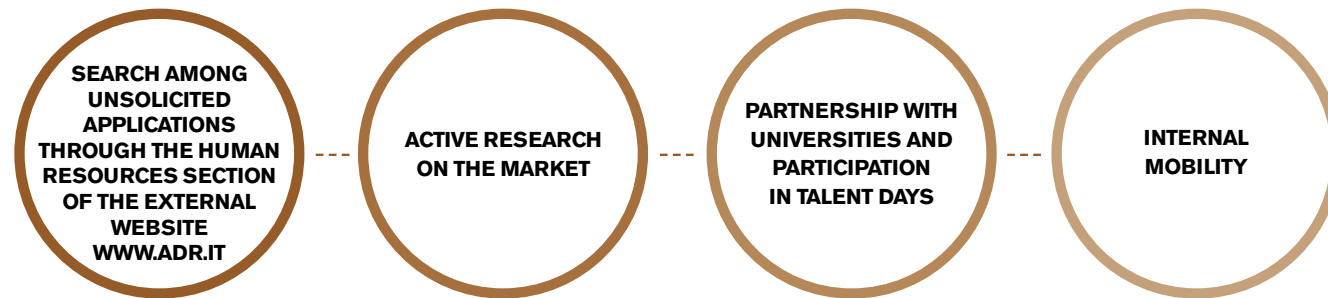 SEARCH AMONG
UNSOLICITED
APPLICATIONS
THROUGH THE HUMAN
RESOURCES SECTION
OF THE EXTERNAL
WEBSITE
WWW.ADR.IT
ACTIVE RESEARCH
ON THE MARKET
PARTNERSHIP WITH
UNIVERSITIES AND
PARTICIPATION
IN TALENT DAYS
INTERNAL
MOBILITY